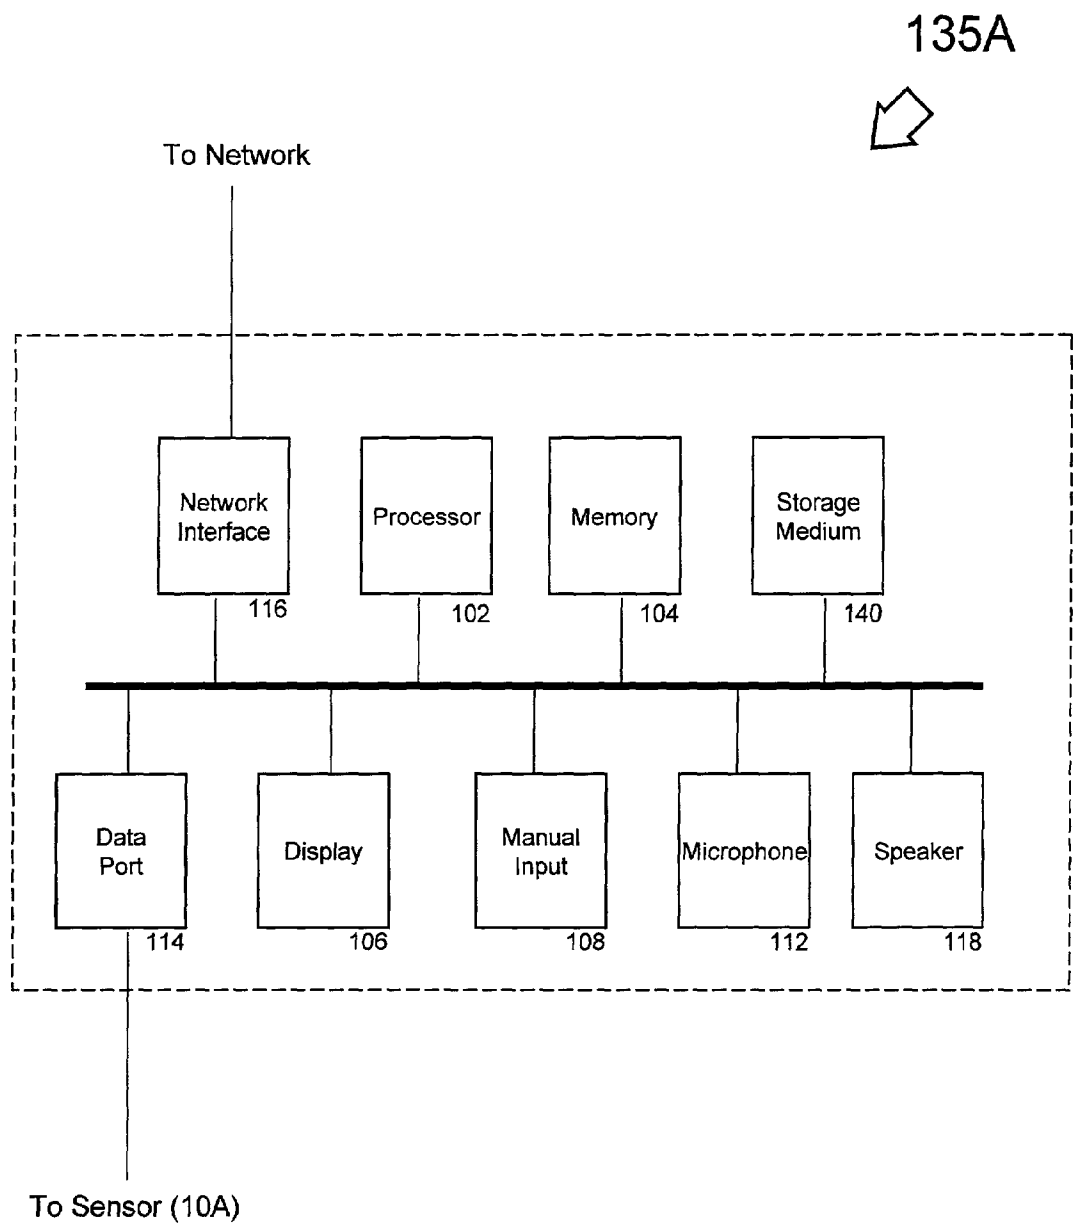 135A
To Network
Network
Interface
116
Processor
102
Memory
104
Storage
Medium
140
Data
Port
114
Display
106
Manual
Input
108
Microphone
112
Speaker
118
To Sensor (10A)